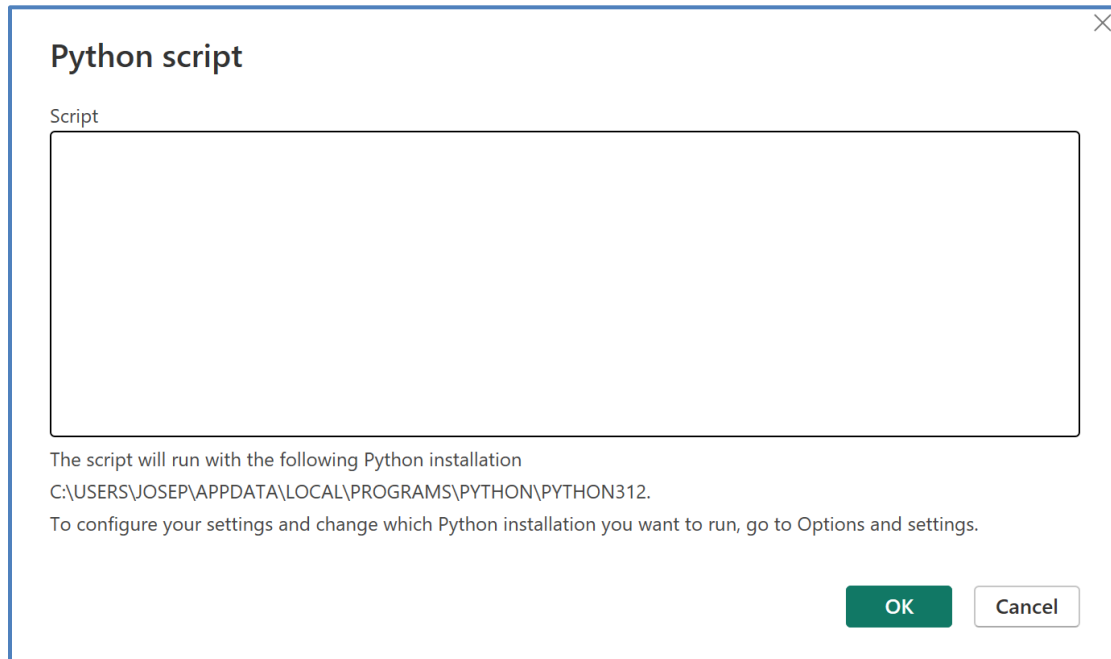 Python script
Script
The script will run with the following Python installation
C:\USERS\JOSEP\APPDATA\LOCAL\PROGRAMS\PYTHON\PYTHON312.
To configure your settings and change which Python installation you want to run, go to Options and settings.
OK
Cancel